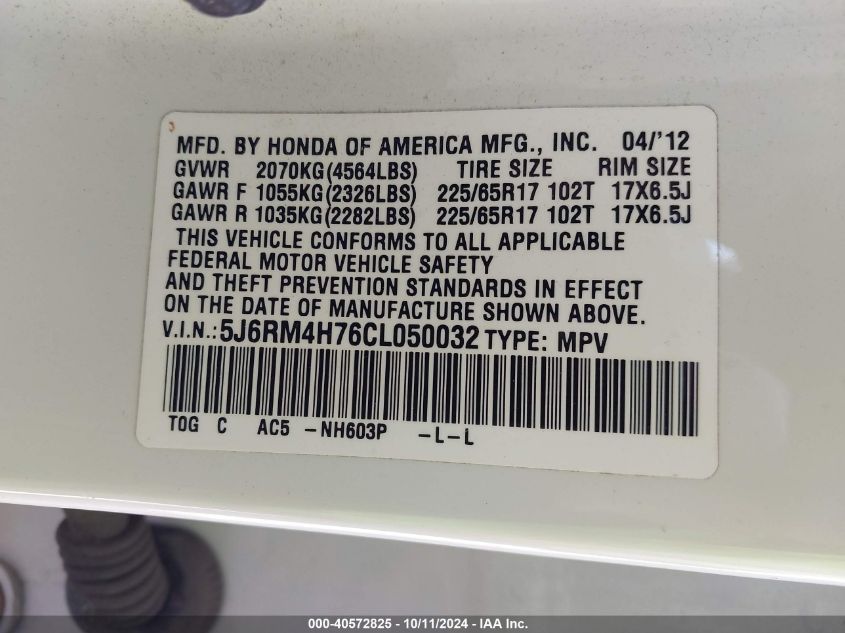 MFD. BY HONDA OF AMERICA MFG., INC. 04/'12
GVWR 2070KG(4564LBS) TIRE SIZE RIM SIZE
GAWR F 1055KG(2326LBS) 225/65R17 102T 17X6.5J
GAWR R 1035KG(2282LBS) 225/65R17 102T 17X6.5J
THIS VEHICLE CONFORMS TO ALL APPLICABLE
FEDERAL MOTOR VEHICLE SAFETY
AND THEFT PREVENTION STANDARDS IN EFFECT
ON THE DATE OF MANUFACTURE SHOWN ABOVE.
V.I.N.:5J6RM4H76CL050032 TYPE: MPV
TOG C AC5 -NH603P -L-L
000-40572825 - 10/11/2024 - IAA Inc.